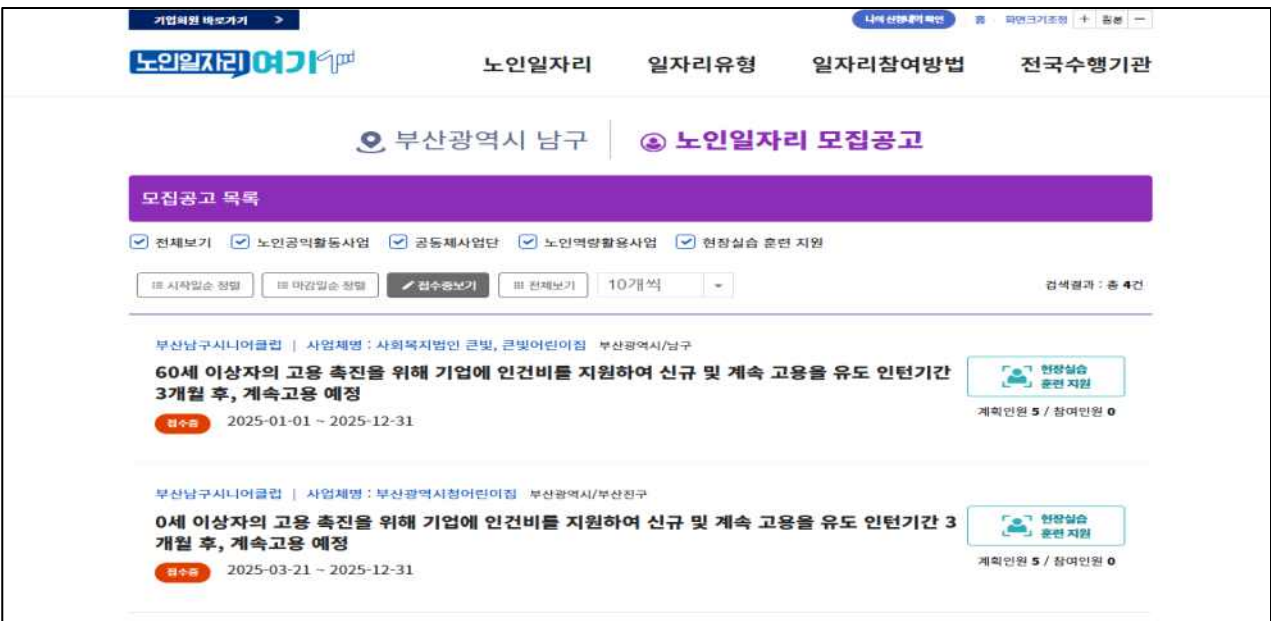 기업회원 바로가기 >
나의 신청내역 확인 홈 화면크기조정 + 원본 -
노인일자리 여기
노인일자리 일자리유형 일자리참여방법 전국수행기관
부산광역시 남구 노인일자리 모집공고
모집공고 목록
전체보기 노인공익활동사업 공동체사업단 노인역량활용사업 현장실습 훈련 지원
시작일순 정렬 마감일순 정렬 접수중보기 전체보기 10개씩 검색결과 : 총 4건
부산남구시니어클럽 | 사업체명 : 사회복지법인 큰빛, 큰빛어린이집 부산광역시/남구
60세 이상자의 고용 촉진을 위해 기업에 인건비를 지원하여 신규 및 계속 고용을 유도 인턴기간
3개월 후, 계속고용 예정
접수중 2025-01-01 ~ 2025-12-31
현장실습
훈련 지원
계획인원 5 / 참여인원 0
부산남구시니어클럽 | 사업체명 : 부산광역시청어린이집 부산광역시/부산진구
0세 이상자의 고용 촉진을 위해 기업에 인건비를 지원하여 신규 및 계속 고용을 유도 인턴기간 3
개월 후, 계속고용 예정
접수중 2025-03-21 ~ 2025-12-31
현장실습
훈련 지원
계획인원 5 / 참여인원 0